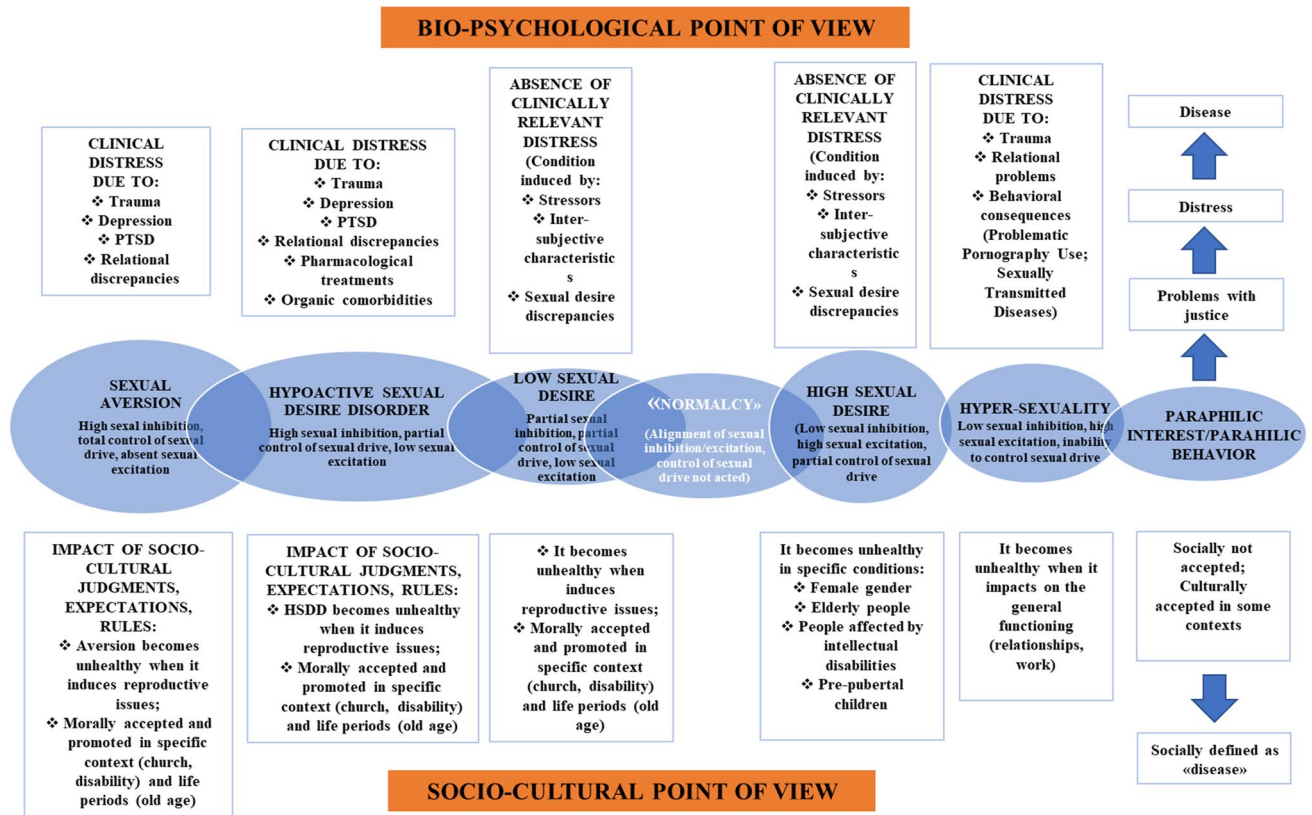 BIO-PSYCHOLOGICAL POINT OF VIEW
CLINICAL
DISTRESS
DUE TO:
❖ Trauma
❖ Depression
❖ PTSD
❖ Relational
discrepancies
CLINICAL DISTRESS
DUE TO:
❖ Trauma
❖ Depression
❖ PTSD
❖ Relational discrepancies
❖ Pharmacological
treatments
❖ Organic comorbidities
ABSENCE OF
CLINICALLY
RELEVANT
DISTRESS
(Condition
induced by:
❖ Stressors
❖ Inter-
subjective
characteristic
s
❖ Sexual desire
discrepancies
ABSENCE OF
CLINICALLY
RELEVANT
DISTRESS
(Condition
induced by:
❖ Stressors
❖ Inter-
subjective
characteristic
s
❖ Sexual desire
discrepancies
CLINICAL
DISTRESS
DUE TO:
❖ Trauma
❖ Relational
problems
❖ Behavioral
consequences
(Problematic
Pornography Use;
Sexually
Transmitted
Diseases)
Disease
Distress
Problems with
justice
SEXUAL
AVERSION
High sexal inhibition,
total control of sexual
drive, absent sexual
excitation
HYPOACTIVE SEXUAL
DESIRE DISORDER
High sexual inhibition, partial
control of sexual drive, low sexual
excitation
LOW SEXUAL
DESIRE
Partial sexual
inhibition, partial
control of sexual
drive, low sexual
excitation
«NORMALCY»
(Alignment of sexual
inhibition/excitation,
control of sexual
drive not acted)
HIGH SEXUAL
DESIRE
(Low sexual inhibition,
high sexual excitation,
partial control of sexual
drive
HYPER-SEXUALITY
Low sexual inhibition, high
sexual excitation, inability
to control sexual drive
PARAPHILIC
INTEREST/PARAHILIC
BEHAVIOR
IMPACT OF SOCIO-
CULTURAL
JUDGMENTS,
EXPECTATIONS,
RULES:
❖ Aversion becomes
unhealthy when it
induces reproductive
issues;
❖ Morally accepted and
promoted in specific
context (church,
disability) and life
periods (old age)
IMPACT OF SOCIO-
CULTURAL JUDGMENTS,
EXPECTATIONS, RULES:
❖ HSDD becomes unhealthy
when it induces
reproductive issues;
❖ Morally accepted and
promoted in specific
context (church, disability)
and life periods (old age)
❖ It becomes
unhealthy when
induces
reproductive issues;
❖ Morally accepted
and promoted in
specific context
(church, disability)
and life periods (old
age)
It becomes unhealthy
in specific conditions:
❖ Female gender
❖ Elderly people
❖ People affected by
intellectual
disabilities
❖ Pre-pubertal
children
It becomes
unhealthy when it
impacts on the
general
functioning
(relationships,
work)
Socially not
accepted;
Culturally
accepted in some
contexts
Socially defined as
«disease»
SOCIO-CULTURAL POINT OF VIEW